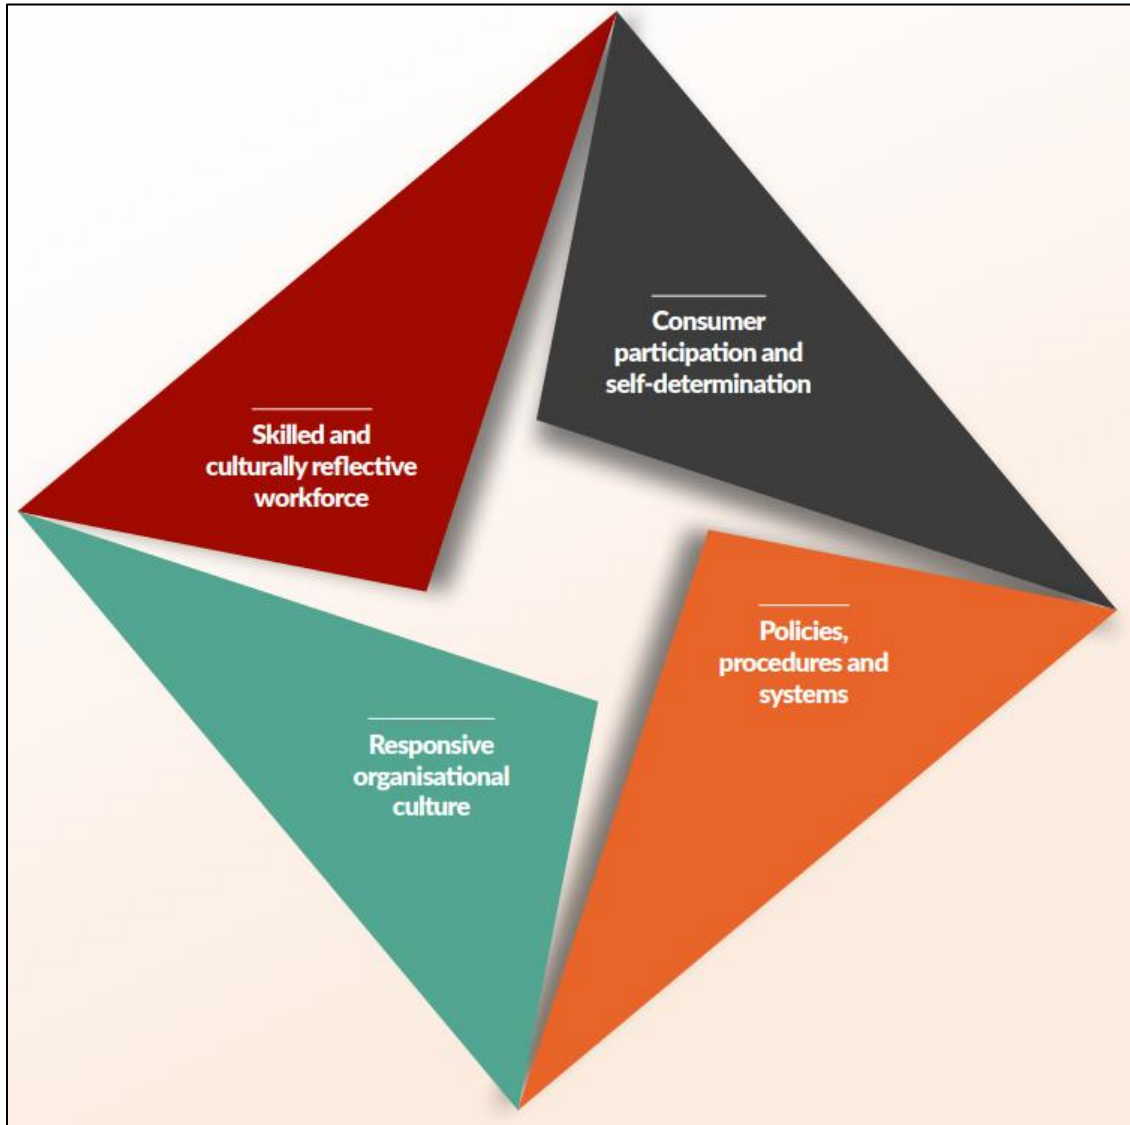 Consumer
participation and
self-determination
Skilled and
culturally reflective
workforce
Policies,
procedures and
systems
Responsive
organisational
culture